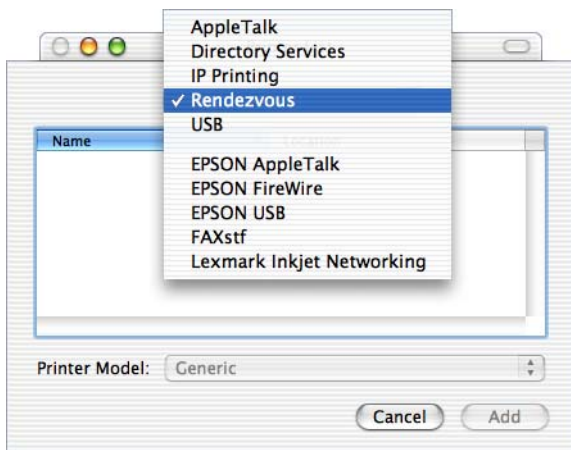 AppleTalk
Directory Services
IP Printing
✓ Rendezvous
USB
EPSON AppleTalk
EPSON FireWire
EPSON USB
FAXstf
Lexmark Inkjet Networking
Name Location
Printer Model: Generic
Cancel Add